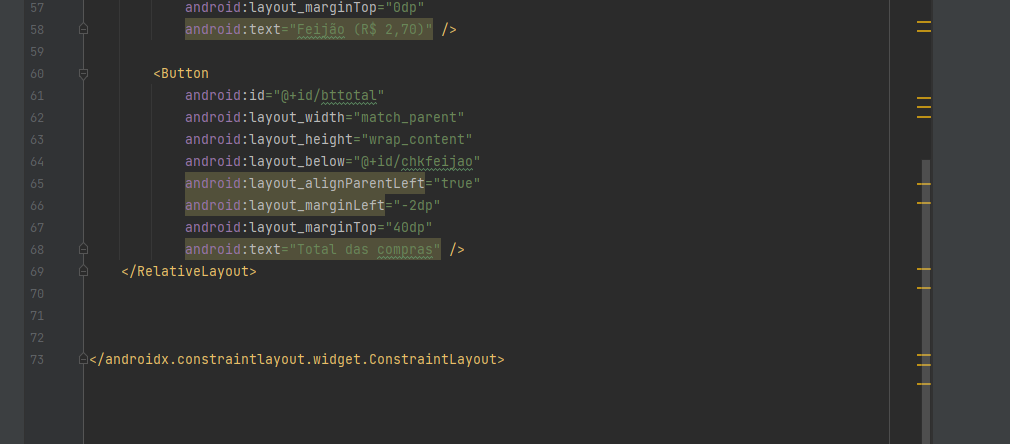 57 android:layout_marginTop="0dp"
58 android:text="Feijão (R$ 2,70)" />
59
60 <Button
61 android:id="@+id/bttotal"
62 android:layout_width="match_parent"
63 android:layout_height="wrap_content"
64 android:layout_below="@+id/chkfeijao"
65 android:layout_alignParentLeft="true"
66 android:layout_marginLeft="-2dp"
67 android:layout_marginTop="40dp"
68 android:text="Total das compras" />
69 </RelativeLayout>
70
71
72
73 </androidx.constraintlayout.widget.ConstraintLayout>